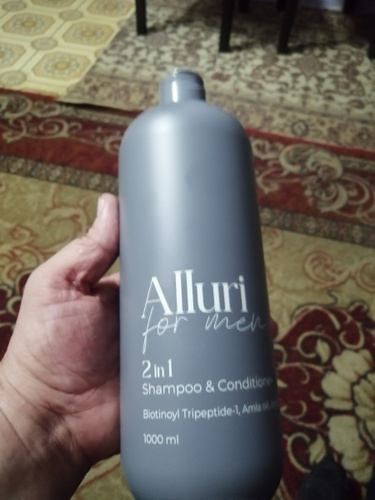 Alluri
for men
2 in 1
Shampoo & Conditioner
Biotinoyl Tripeptide-1, Amla
1000 ml